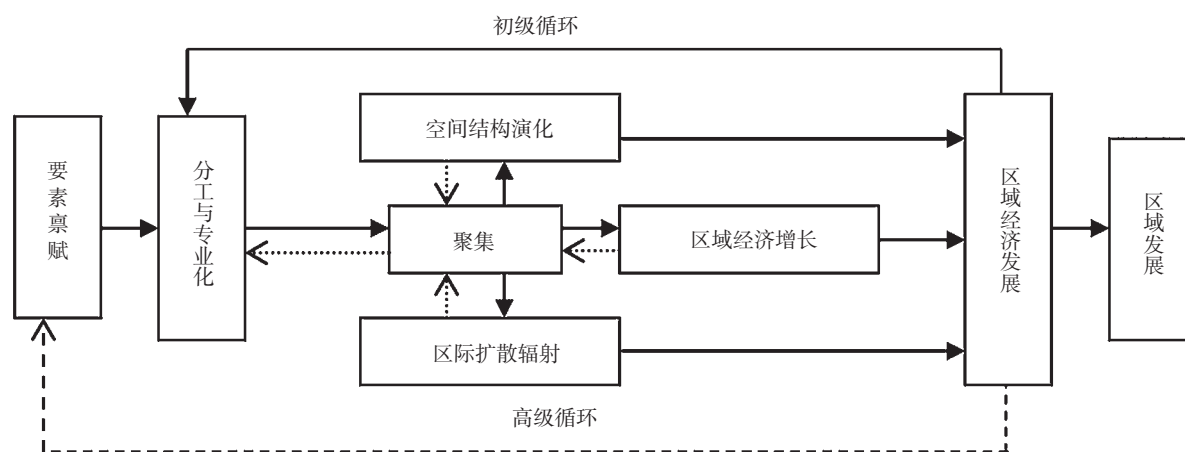 初级循环
要素禀赋
分工与专业化
空间结构演化
聚集
区域经济增长
区际扩散辐射
区域经济发展
区域发展
高级循环